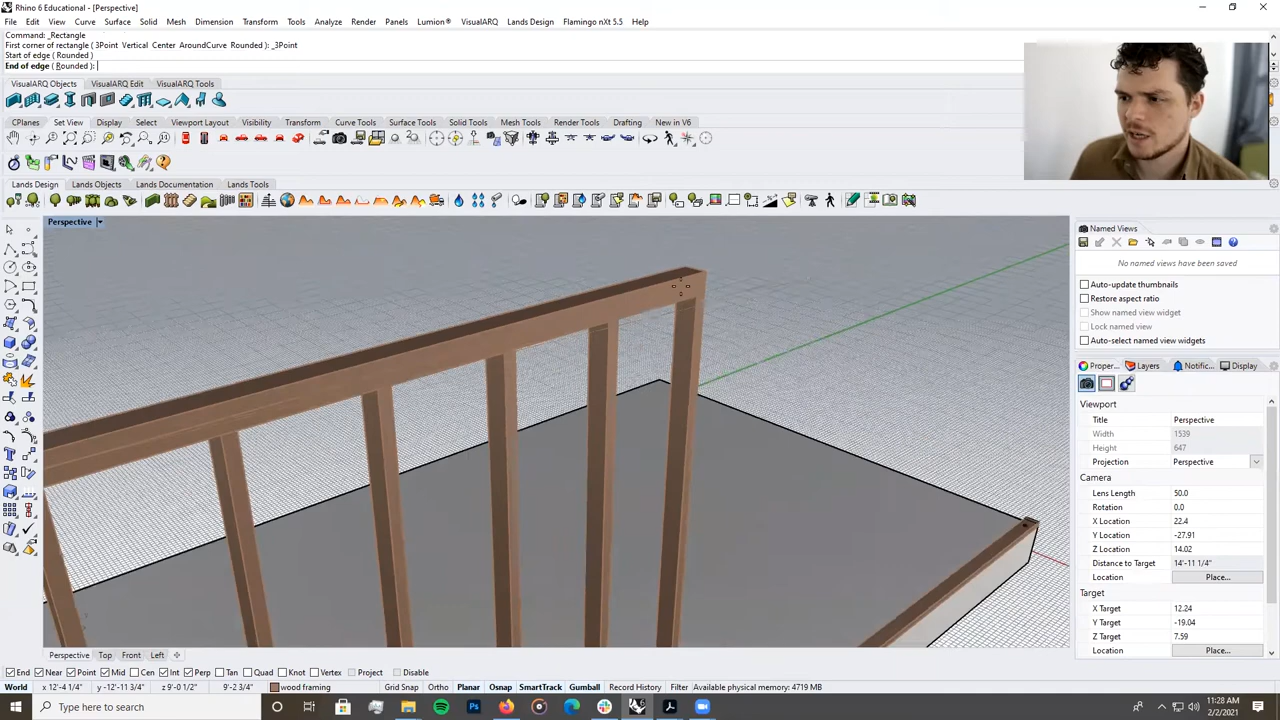 Rhino 6 Educational - [Perspective]
File Edit View Curve Surface Solid Mesh Dimension Transform Tools Analyze Render Panels Lumion® VisualARQ Lands Design Flamingo nXt 5.5 Help
Command: _Rectangle
First corner of rectangle ( 3Point Vertical Center AroundCurve Rounded ): _3Point
Start of edge ( Rounded )
End of edge ( Rounded ):
VisualARQ Objects VisualARQ Edit VisualARQ Tools
CPlanes Set View Display Select Viewport Layout Visibility Transform Curve Tools Surface Tools Solid Tools Mesh Tools Render Tools Drafting New in V6
Lands Design Lands Objects Lands Documentation Lands Tools
Perspective
Named Views
No named views have been saved
Auto-update thumbnails
Restore aspect ratio
Show named view widget
Lock named view
Auto-select named view widgets
Proper... Layers Notific... Display
Viewport
Title Perspective
Width 1539
Height 647
Projection Perspective
Camera
Lens Length 50.0
Rotation 0.0
X Location 22.4
Y Location -27.91
Z Location 14.02
Distance to Target 14'-11 1/4"
Location Place...
Target
X Target 12.24
Y Target -19.04
Z Target 7.59
Location Place...
Perspective Top Front Left
End Near Point Mid Cen Int Perp Tan Quad Knot Vertex Project Disable
World x 12'-4 1/4" y -12'-11 3/4" z 9'-0 1/2" 9'-2 3/4" wood framing Grid Snap Ortho Planar Osnap SmartTrack Gumball Record History Filter Available physical memory: 4719 MB
Type here to search
11:28 AM
2/2/2021